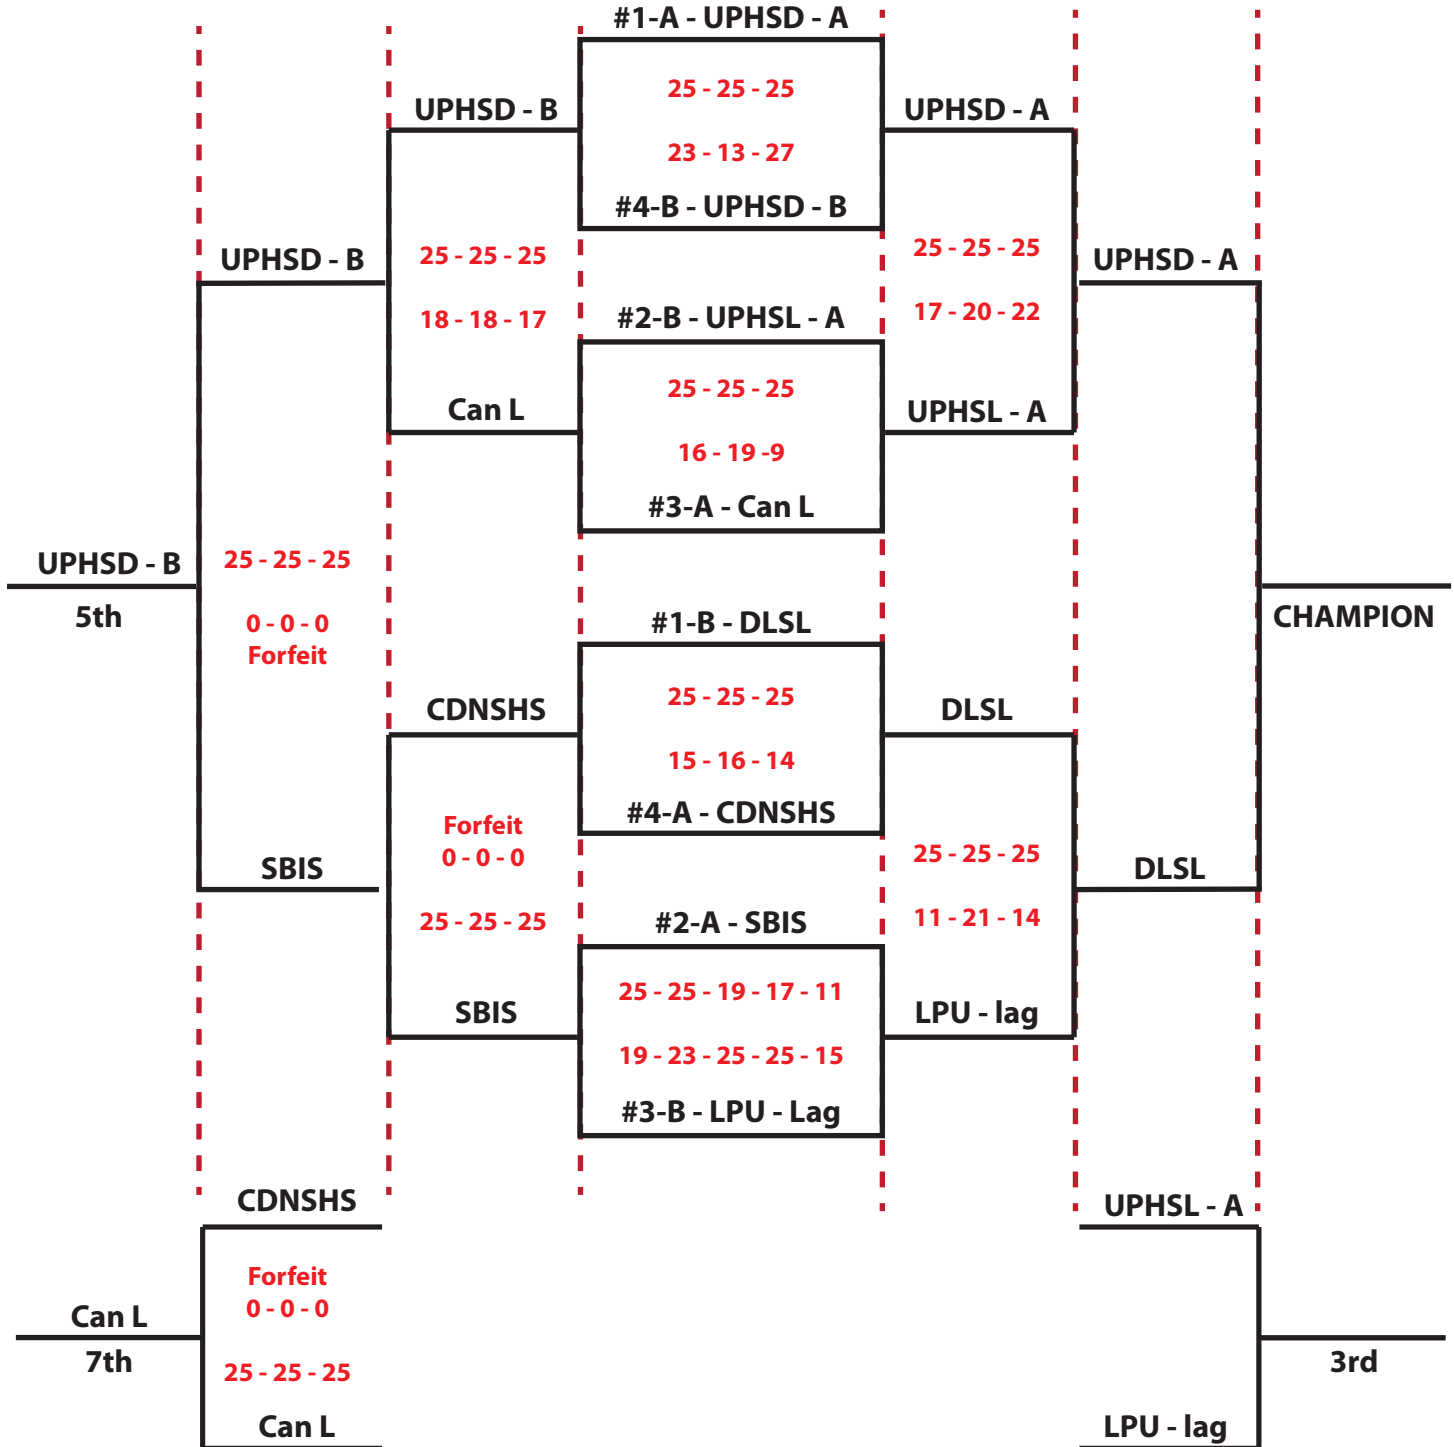 #1-A - UPHSD - A
25 - 25 - 25
UPHSD - B
UPHSD - A
23 - 13 - 27
#4-B - UPHSD - B
UPHSD - B
25 - 25 - 25
25 - 25 - 25
UPHSD - A
18 - 18 - 17
#2-B - UPHSL - A
17 - 20 - 22
25 - 25 - 25
Can L
UPHSL - A
16 - 19 -9
#3-A - Can L
UPHSD - B
25 - 25 - 25
5th
0 - 0 - 0
Forfeit
#1-B - DLSL
CHAMPION
25 - 25 - 25
CDNSHS
DLSL
15 - 16 - 14
#4-A - CDNSHS
Forfeit
0 - 0 - 0
25 - 25 - 25
SBIS
DLSL
25 - 25 - 25
#2-A - SBIS
11 - 21 - 14
25 - 25 - 19 - 17 - 11
SBIS
LPU - lag
19 - 23 - 25 - 25 - 15
#3-B - LPU - Lag
CDNSHS
UPHSL - A
Forfeit
0 - 0 - 0
Can L
7th
25 - 25 - 25
3rd
Can L
LPU - lag